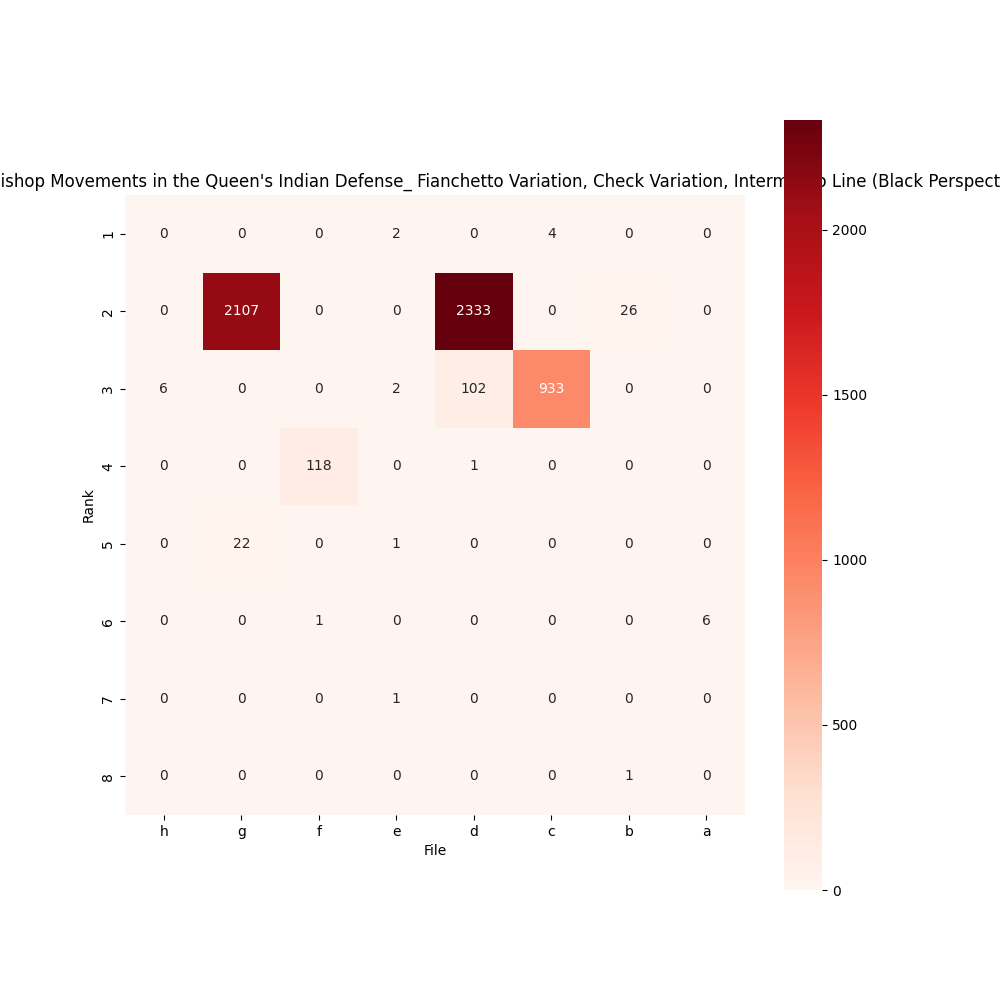 ishop Movements in the Queen's Indian Defense_ Fianchetto Variation, Check Variation, Interm o Line (Black Perspect
1 0 0 0 2 0 4 0 0
2 0 2107 0 0 2333 0 26 0
3 6 0 0 2 102 933 0 0
4 0 0 118 0 1 0 0 0
5 0 22 0 1 0 0 0 0
6 0 0 1 0 0 0 0 6
7 0 0 0 1 0 0 0 0
8 0 0 0 0 0 0 1 0
Rank
h g f e d c b a
File
2000
1500
1000
500
0